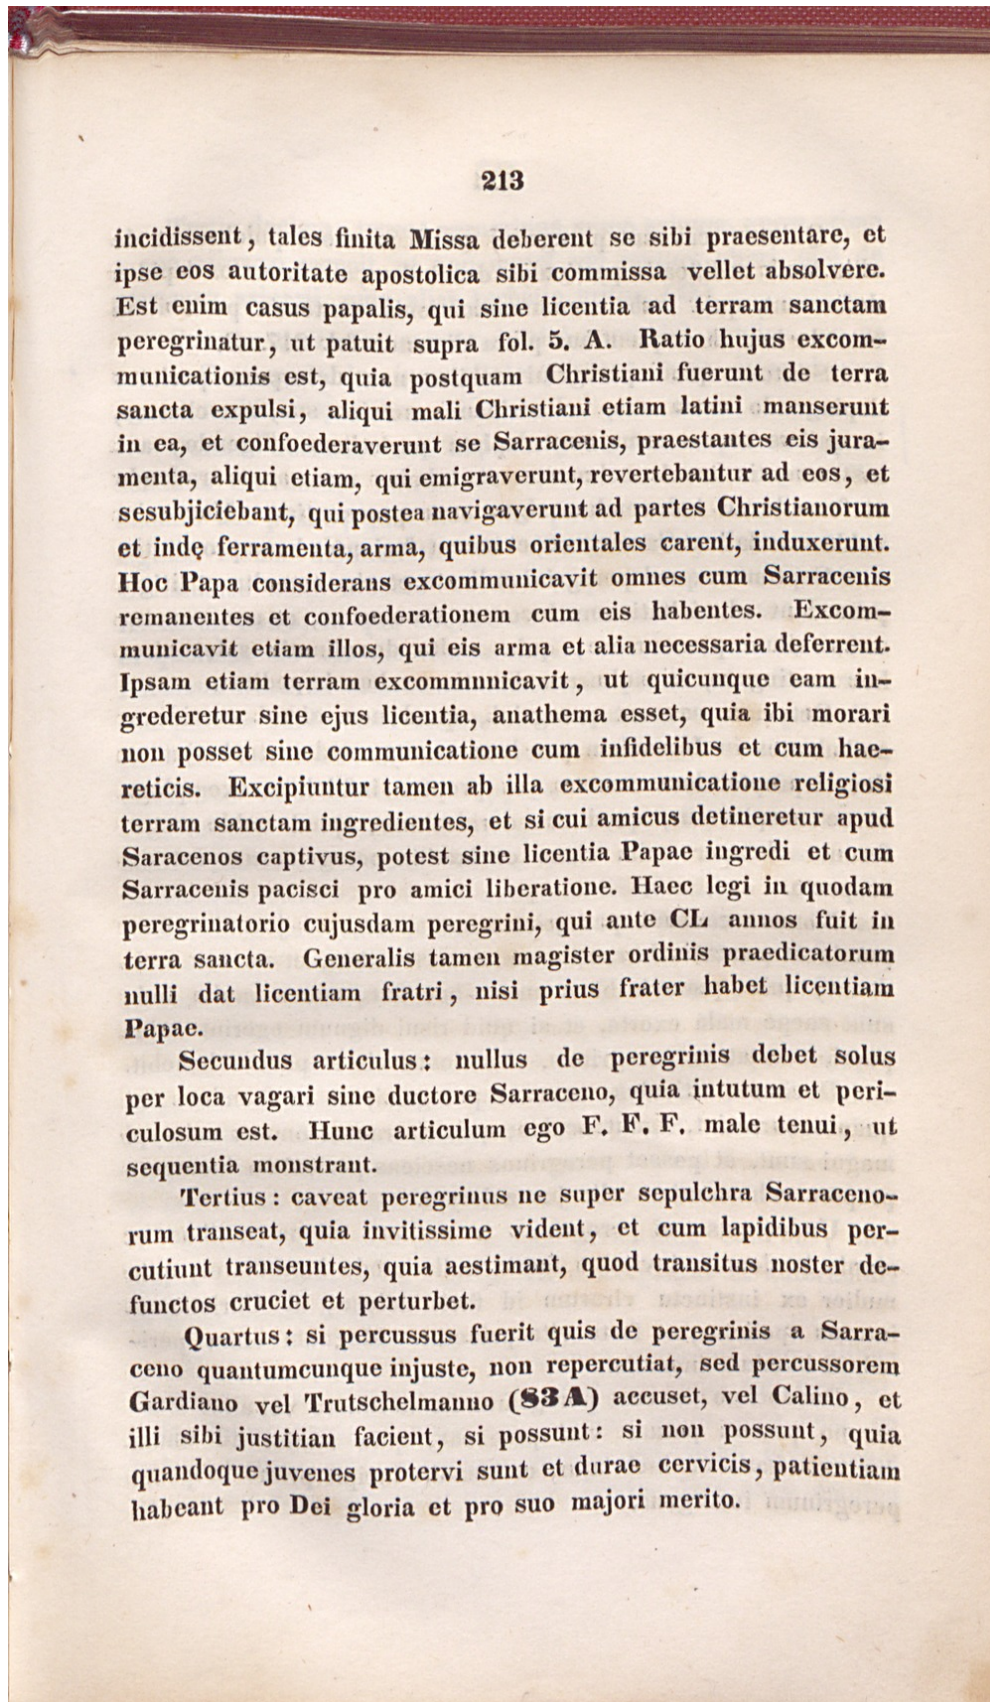 213
incidissent, tales finita Missa deberent se sibi praesentare, et
ipse eos autoritate apostolica sibi commissa vellet absolvere.
Est enim casus papalis, qui sine licentia ad terram sanctam
peregrinatur, ut patuit supra fol. 5. A. Ratio hujus excom-
municationis est, quia postquam Christiani fuerunt de terra
sancta expulsi, aliqui mali Christiani etiam latini manserunt
in ea, et confoederaverunt se Sarracenis, praestantes eis jura-
menta, aliqui etiam, qui emigraverunt, revertebantur ad eos, et
sesubjiciebant, qui postea navigaverunt ad partes Christianorum
et indę ferramenta, arma, quibus orientales carent, induxerunt.
Hoc Papa considerans excommunicavit omnes cum Sarracenis
remanentes et confoederationem cum eis habentes. Excom-
municavit etiam illos, qui eis arma et alia necessaria deferrent.
Ipsam etiam terram excommnnicavit, ut quicunque eam in-
grederetur sine ejus licentia, anathema esset, quia ibi morari
non posset sine communicatione cum infidelibus et cum hae-
reticis. Excipiuntur tamen ab illa excommunicatione religiosi
terram sanctam ingredientes, et si cui amicus detineretur apud
Saracenos captivus, potest sine licentia Papae ingredi et cum
Sarracenis pacisci pro amici liberatione. Haec legi in quodam
peregrinatorio cujusdam peregrini, qui ante CL annos fuit in
terra sancta. Generalis tamen magister ordinis praedicatorum
nulli dat licentiam fratri, nisi prius frater habet licentiam
Papae.
Secundus articulus: nullus de peregrinis debet solus
per loca vagari sine ductore Sarraceno, quia intutum et peri-
culosum est. Hunc articulum ego F. F. F. male tenui, ut
sequentia monstrant.
Tertius: caveat peregrinus ne super sepulchra Sarraceno-
rum transeat, quia invitissime vident, et cum lapidibus per-
cutiunt transeuntes, quia aestimant, quod transitus noster de-
functos cruciet et perturbet.
Quartus: si percussus fuerit quis de peregrinis a Sarra-
ceno quantumcunque injuste, non repercutiat, sed percussorem
Gardiano vel Trutschelmanno (83 A) accuset, vel Calino, et
illi sibi justitian facient, si possunt: si non possunt, quia
quandoque juvenes protervi sunt et durae cervicis, patientiam
habeant pro Dei gloria et pro suo majori merito.